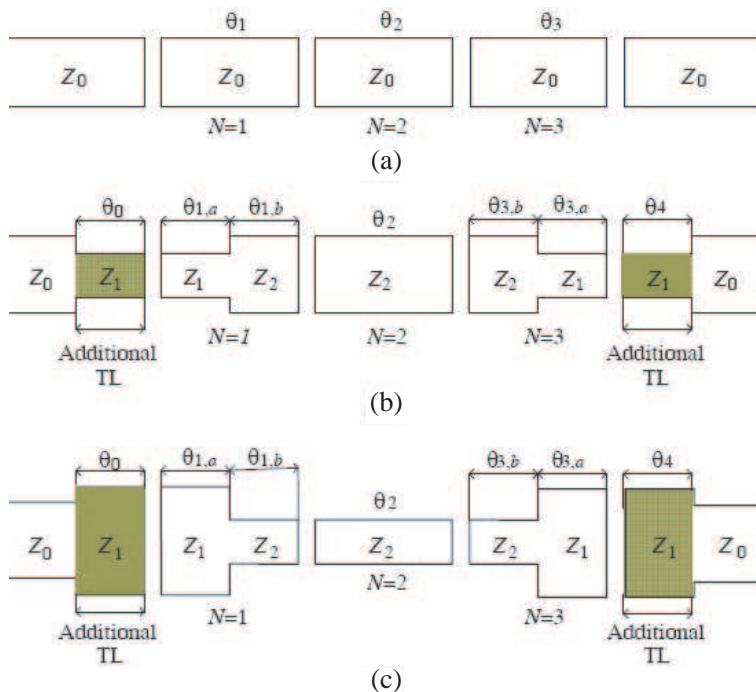 θ1 θ2 θ3
Z0 Z0 Z0 Z0 Z0
N=1 N=2 N=3
(a)
θ0 θ1,a θ1,b θ2 θ3,b θ3,a θ4
Z0 Z1 Z1 Z2 Z2 Z2 Z1 Z1 Z0
N=1 N=2 N=3
Additional Additional
TL TL
(b)
θ0 θ1,a θ1,b θ2 θ3,b θ3,a θ4
Z0 Z1 Z1 Z2 Z2 Z2 Z1 Z1 Z0
N=1 N=2 N=3
Additional Additional
TL TL
(c)